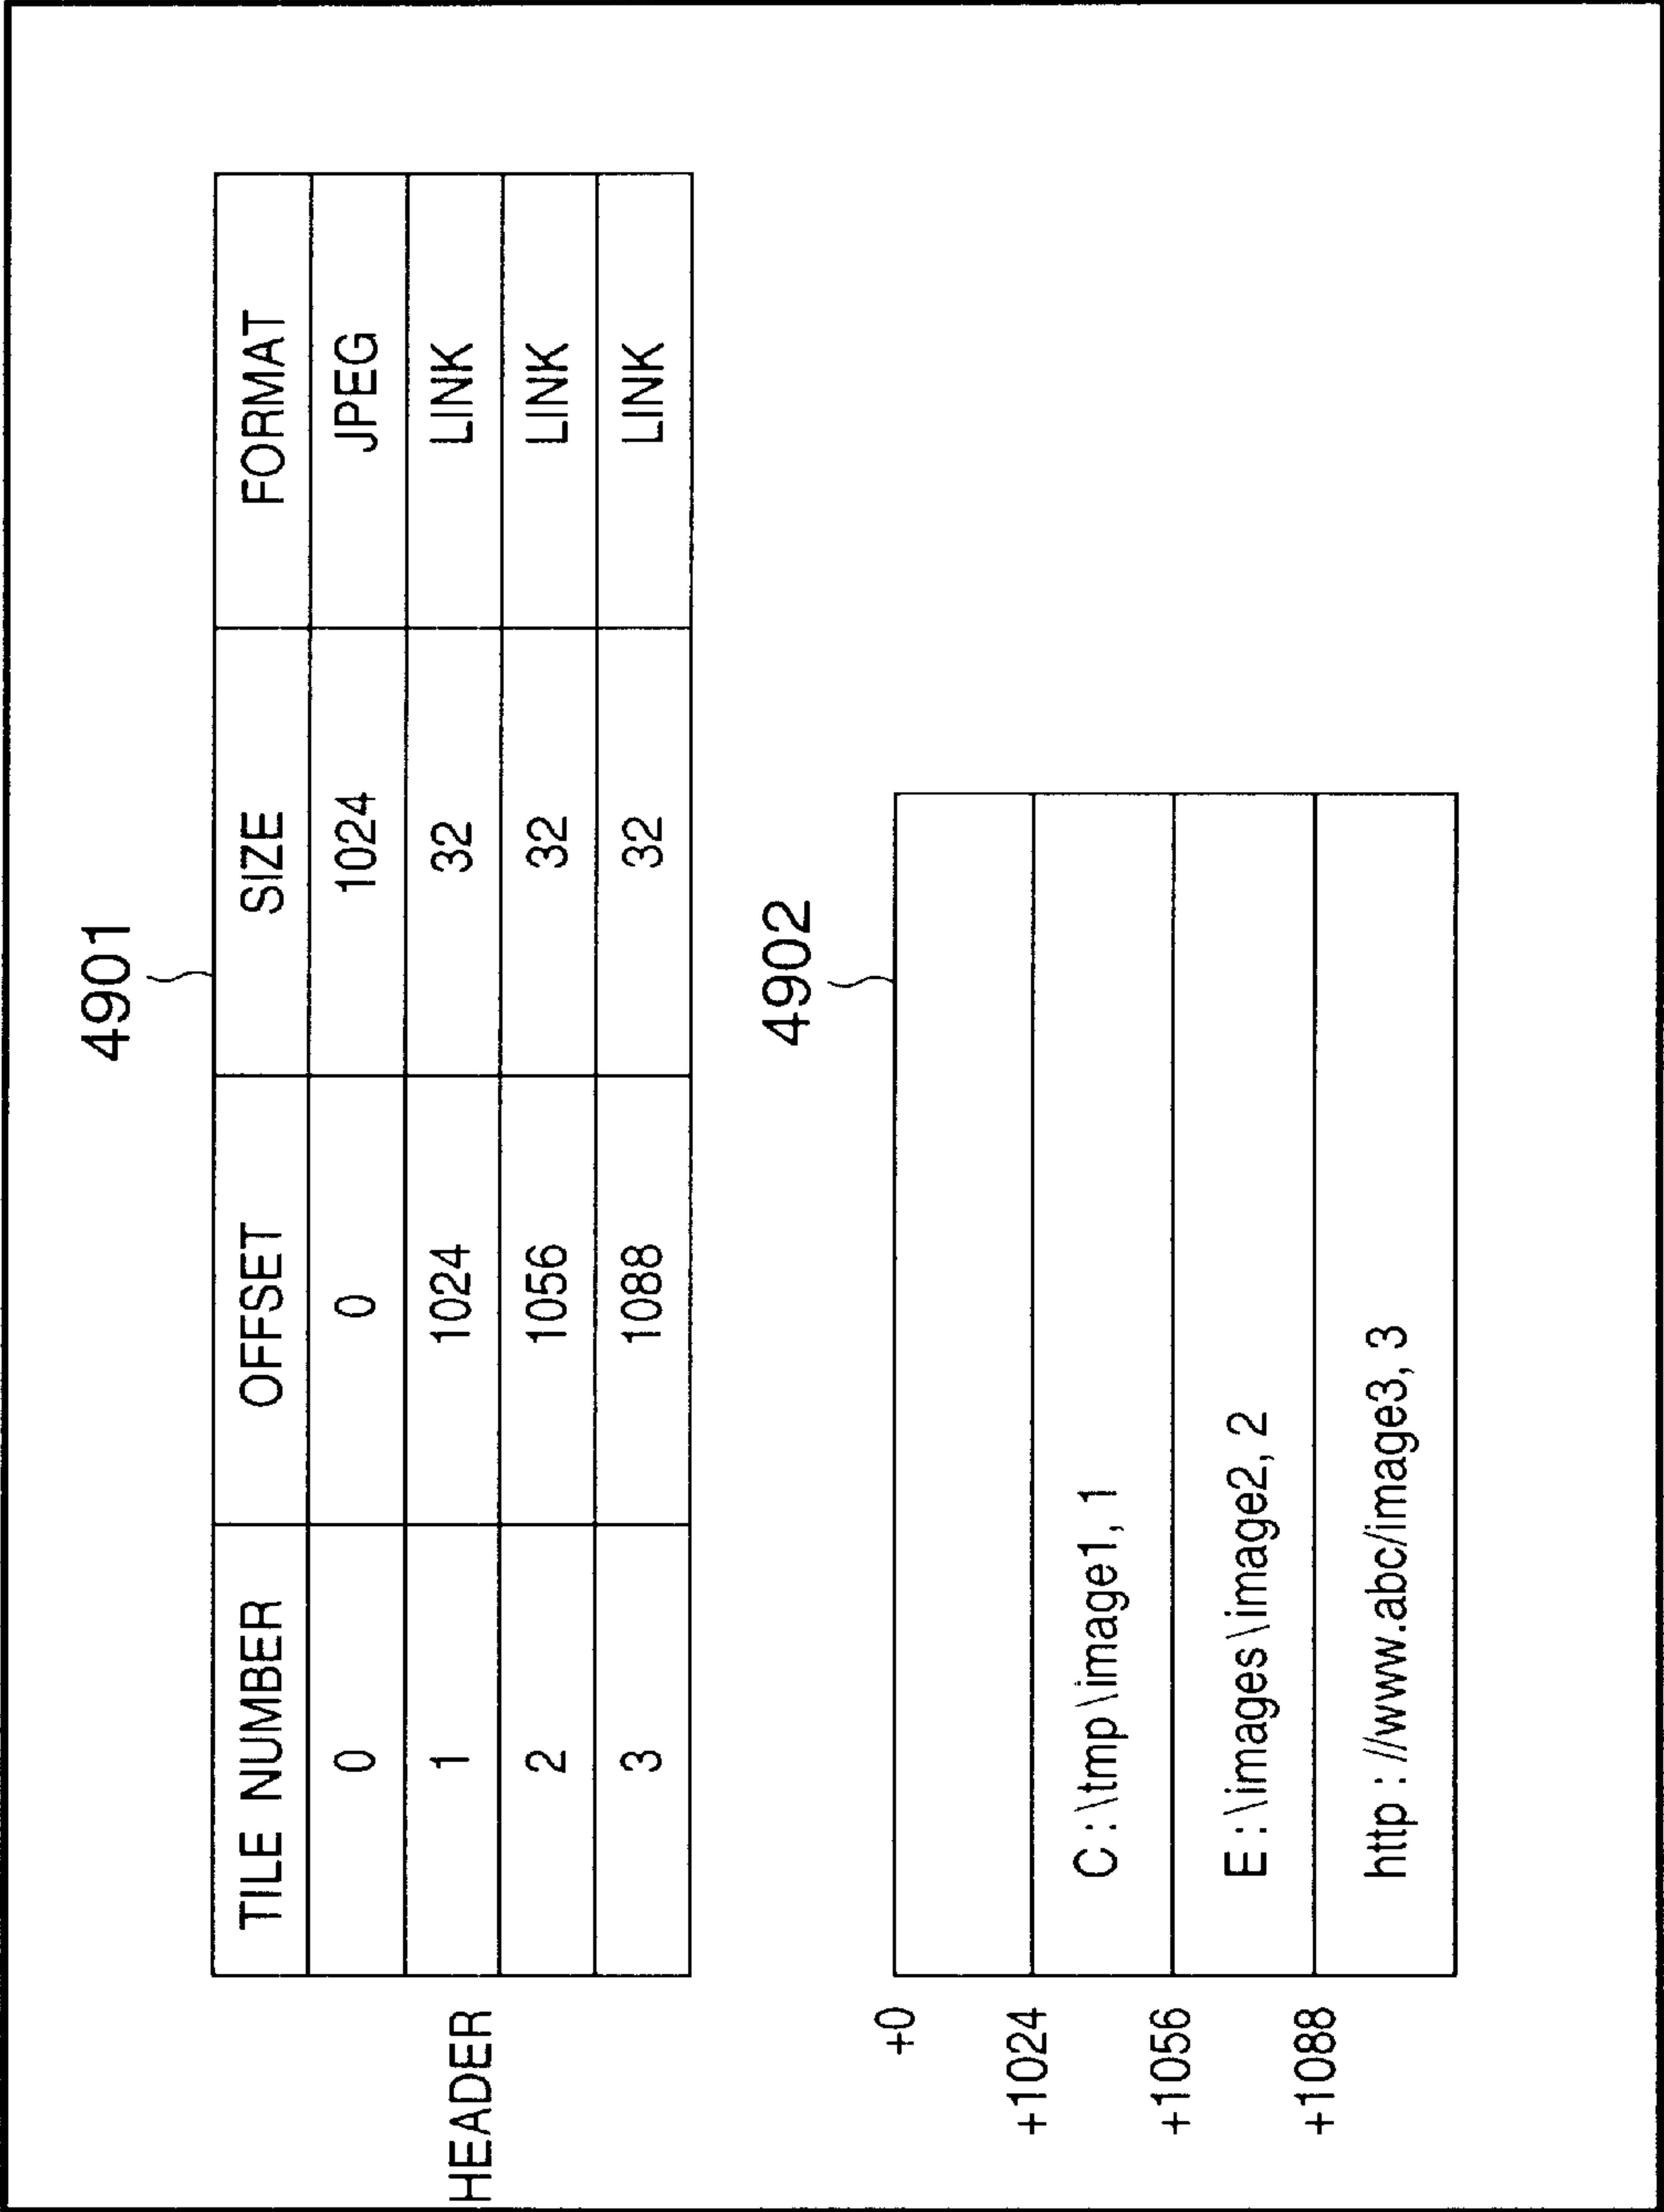 4901
TILE NUMBER OFFSET SIZE FORMAT
0 0 1024 JPEG
HEADER 1 1024 32 LINK
2 1056 32 LINK
3 1088 32 LINK
4902
+0
+1024
C:\tmp\image1, 1
+1056
E:\images\image2, 2
+1088
http : //www.abc/image3, 3